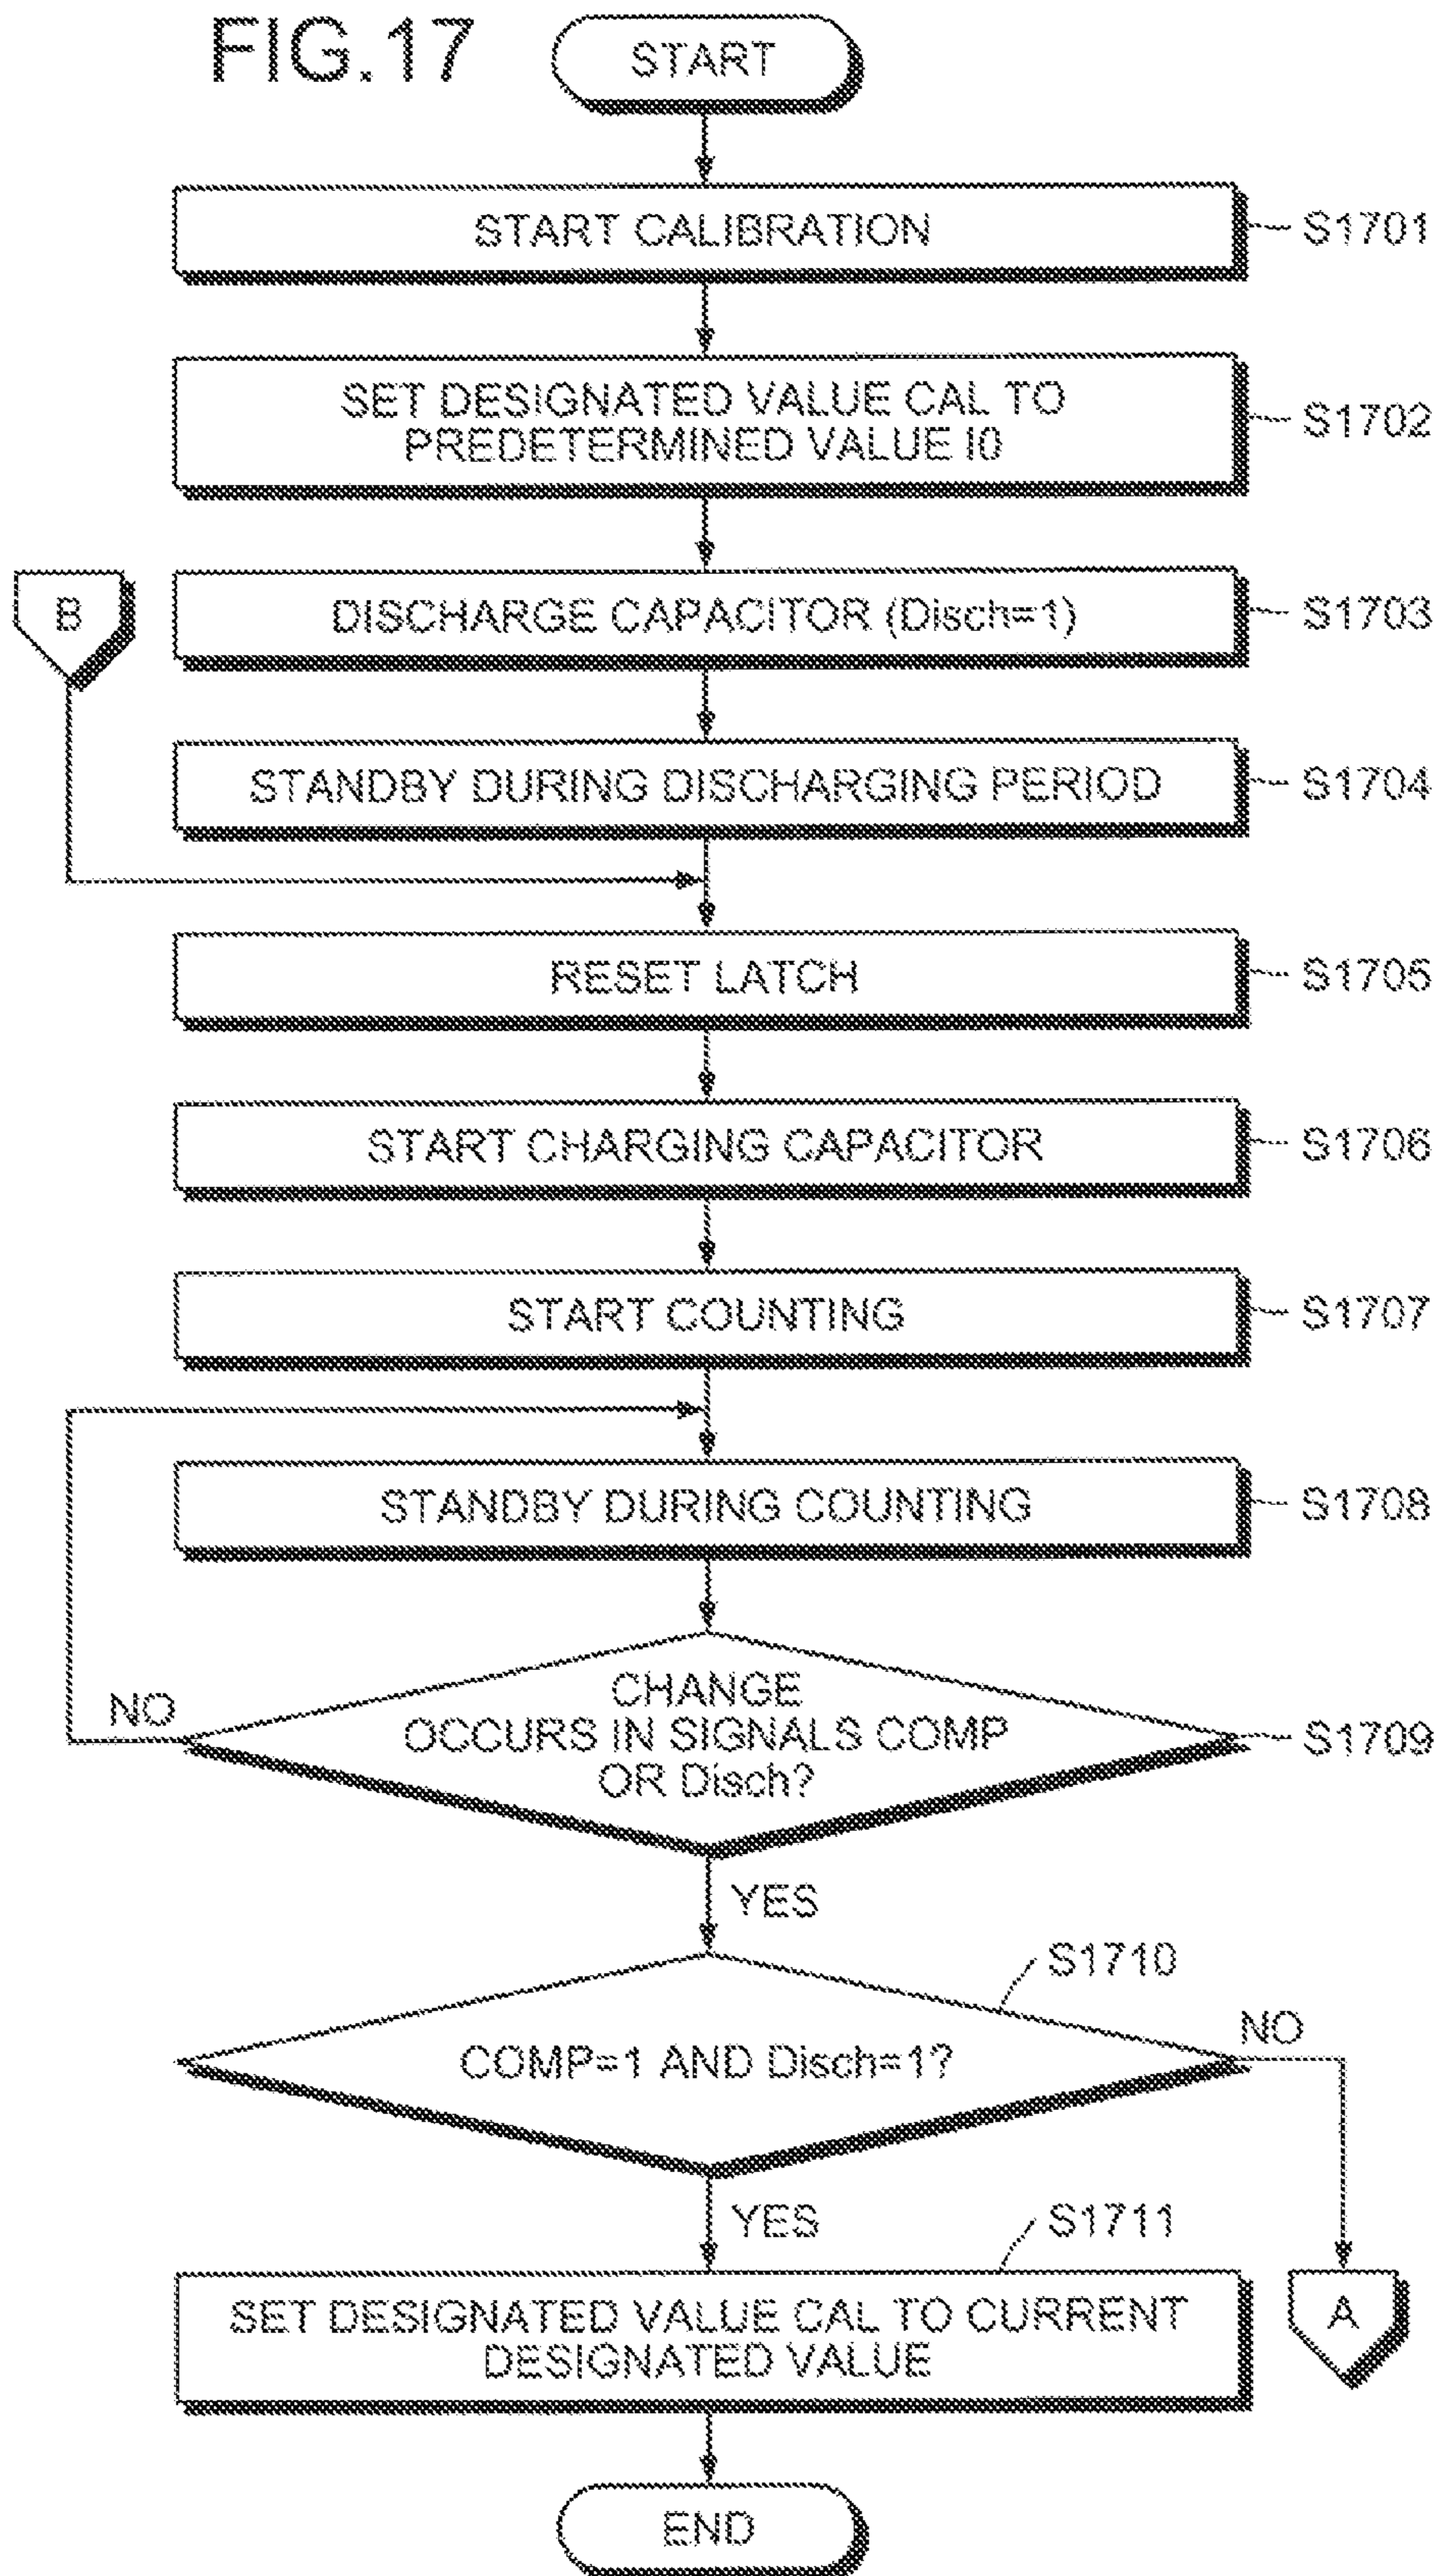 FIG.17
START
START CALIBRATION
S1701
SET DESIGNATED VALUE CAL TO
PREDETERMINED VALUE I0
S1702
B
DISCHARGE CAPACITOR (Disch=1)
S1703
STANDBY DURING DISCHARGING PERIOD
S1704
RESET LATCH
S1705
START CHARGING CAPACITOR
S1706
START COUNTING
S1707
STANDBY DURING COUNTING
S1708
NO
CHANGE
OCCURS IN SIGNALS COMP
OR Disch?
S1709
YES
S1710
COMP=1 AND Disch=1?
NO
YES
S1711
SET DESIGNATED VALUE CAL TO CURRENT
DESIGNATED VALUE
A
END